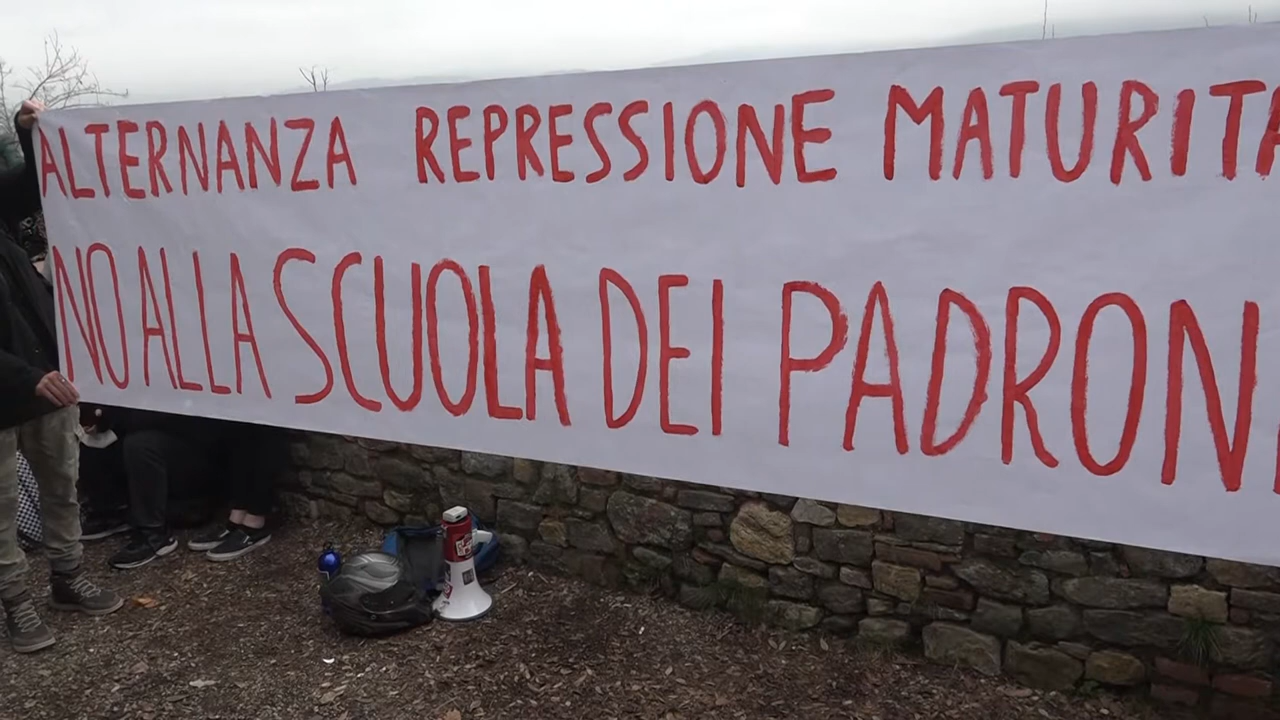 ALTERNANZA REPRESSIONE MATURITA
NO ALLA SCUOLA DEI PADRONI